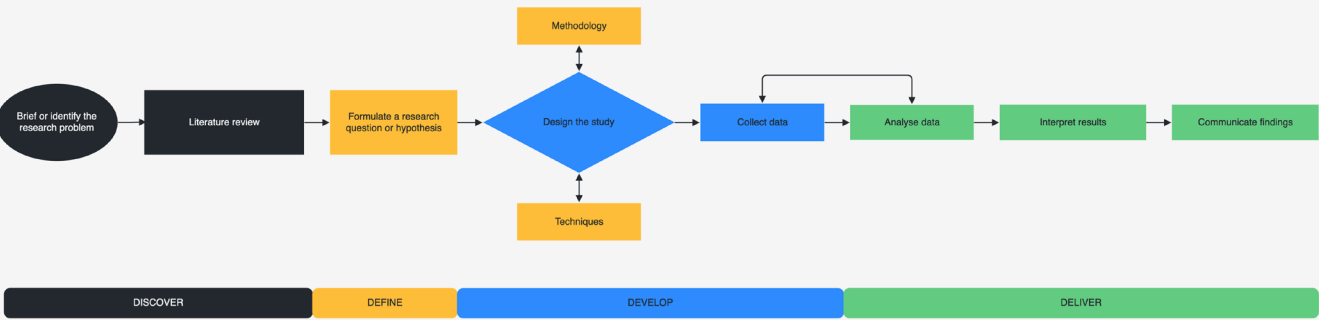 Methodology
Brief or identify the
research problem
Literature review
Formulate a research
question or hypothesis
Design the study
Collect data
Analyse data
Interpret results
Communicate findings
Techniques
DISCOVER
DEFINE
DEVELOP
DELIVER